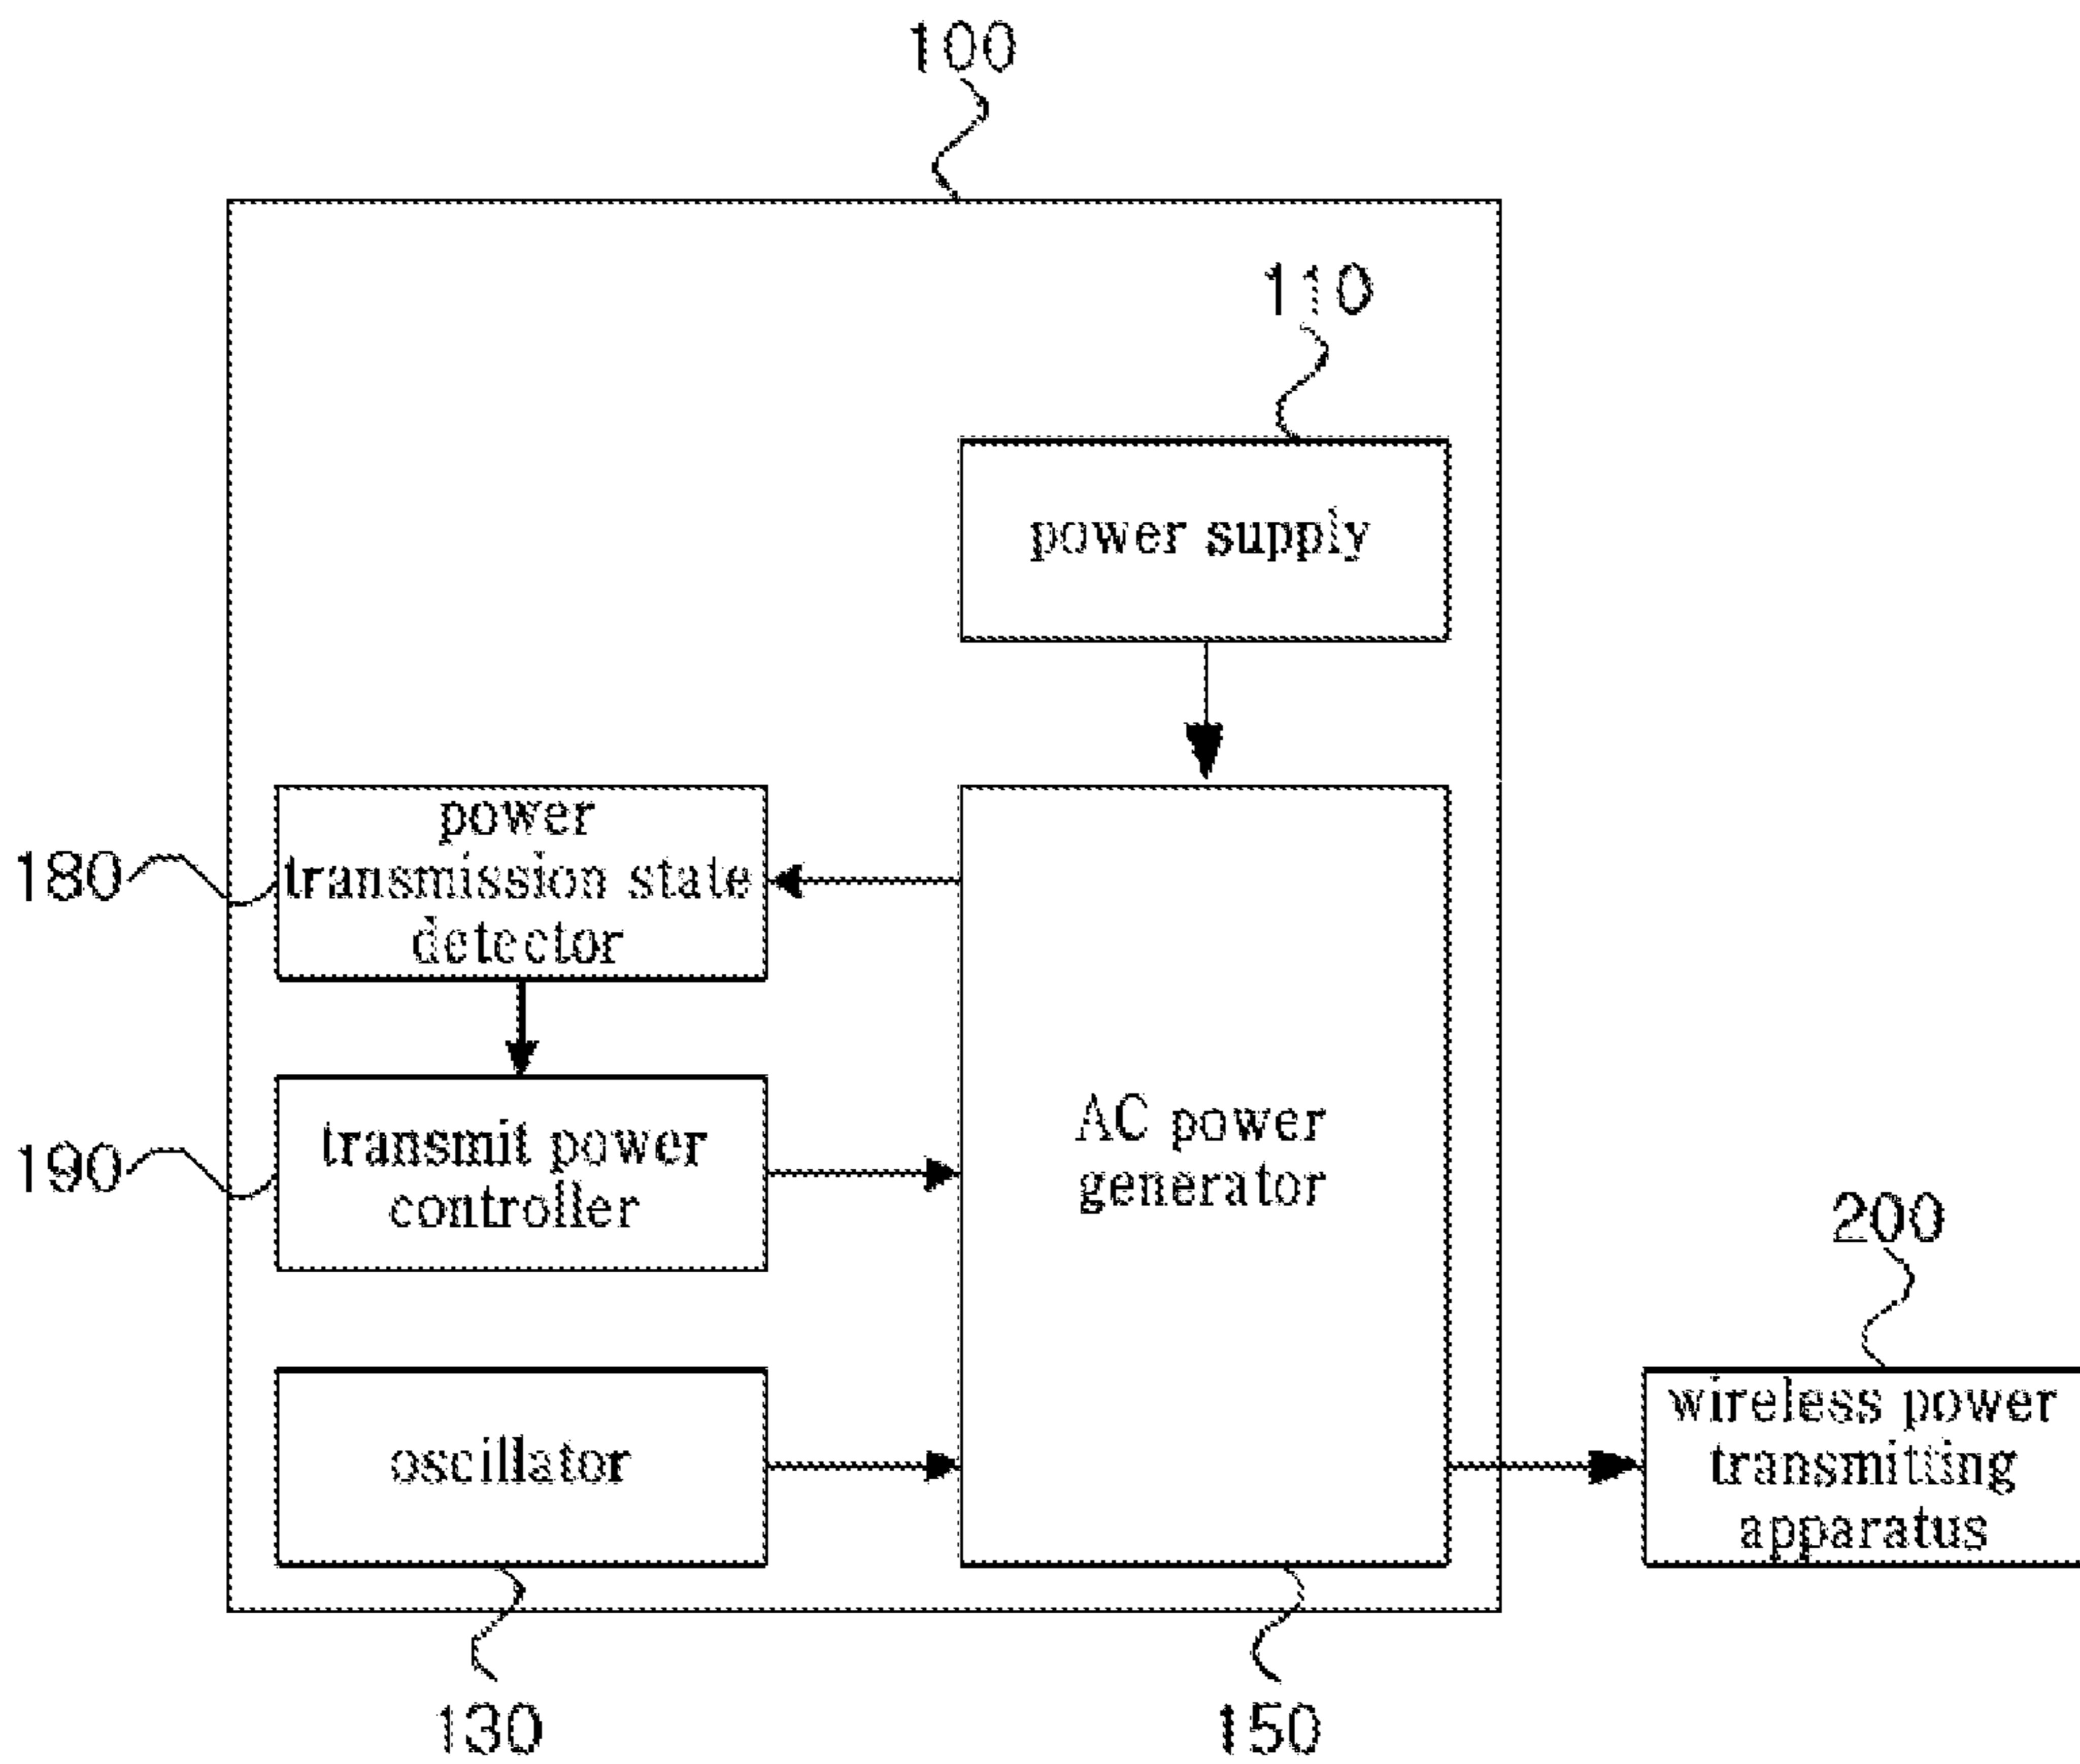 100
110
power supply
power
transmission state
detector
180
transmit power
controller
190
AC power
generator
200
wireless power
transmitting
apparatus
oscillator
130
150